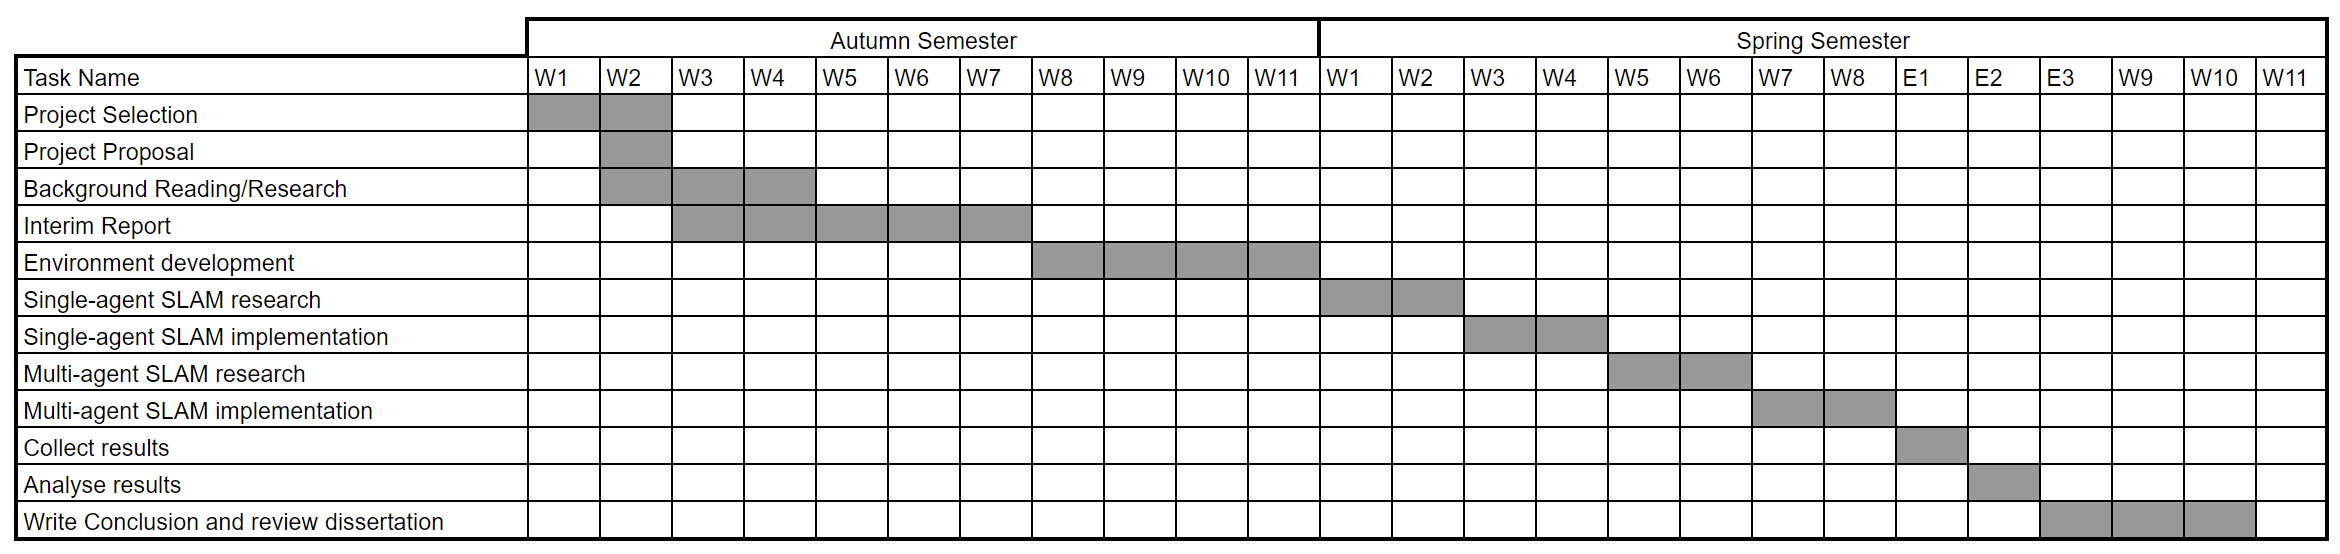 Autumn Semester Spring Semester
Task Name W1 W2 W3 W4 W5 W6 W7 W8 W9 W10 W11 W1 W2 W3 W4 W5 W6 W7 W8 E1 E2 E3 W9 W10 W11
Project Selection
Project Proposal
Background Reading/Research
Interim Report
Environment development
Single-agent SLAM research
Single-agent SLAM implementation
Multi-agent SLAM research
Multi-agent SLAM implementation
Collect results
Analyse results
Write Conclusion and review dissertation